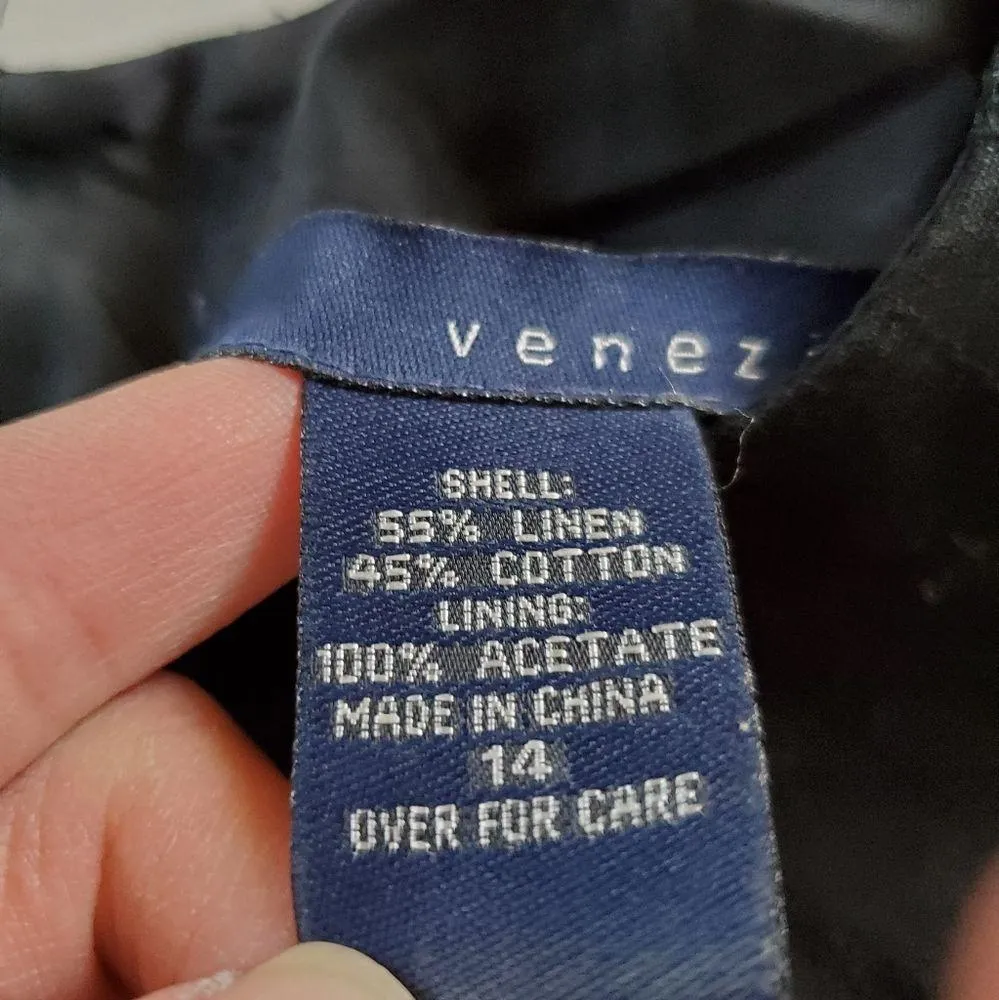 venez
SHELL:
55% LINEN
45% COTTON
LINING:
100% ACETATE
MADE IN CHINA
14
OVER FOR CARE